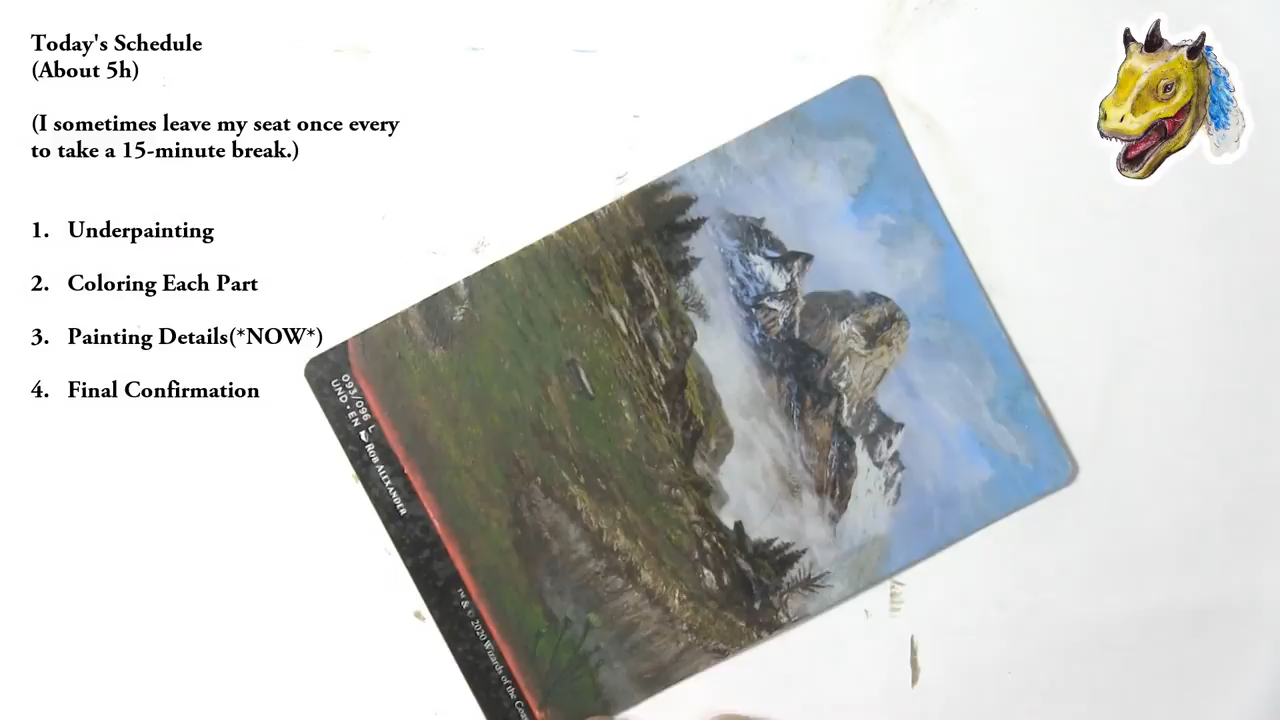 Today's Schedule
(About 5h)
(I sometimes leave my seat once every
to take a 15-minute break.)
1. Underpainting
2. Coloring Each Part
3. Painting Details(*NOW*)
4. Final Confirmation
093/096 L
UND • EN ROB ALEXANDER
™ & © 2020 Wizards of the